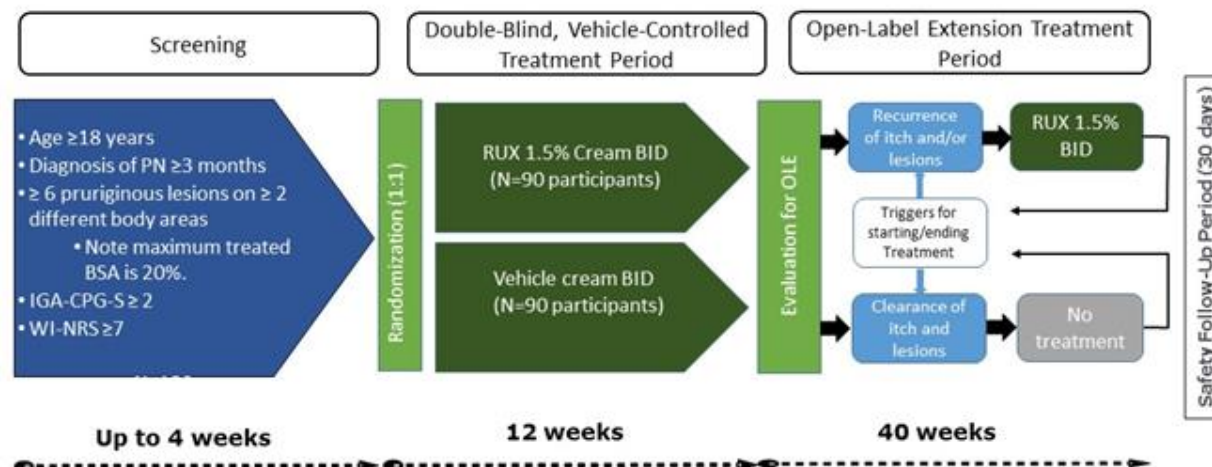 Screening
Double-Blind, Vehicle-Controlled
Treatment Period
Open-Label Extension Treatment
Period
• Age ≥18 years
• Diagnosis of PN ≥3 months
• ≥ 6 pruriginous lesions on ≥ 2
different body areas
• Note maximum treated
BSA is 20%.
• IGA-CPG-S ≥ 2
• WI-NRS ≥7
Randomization (1:1)
RUX 1.5% Cream BID
(N=90 participants)
Vehicle cream BID
(N=90 participants)
Evaluation for OLE
Recurrence
of itch and/or
lesions
RUX 1.5%
BID
Triggers for
starting/ending
Treatment
Clearance of
itch and
lesions
No
treatment
Safety Follow-Up Period (30 days)
Up to 4 weeks
12 weeks
40 weeks